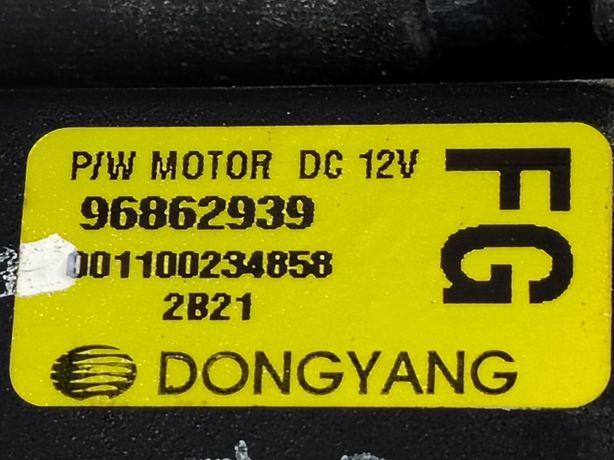 P/W MOTOR DC 12V
96862939
001100234858
2B21
DONGYANG
FG